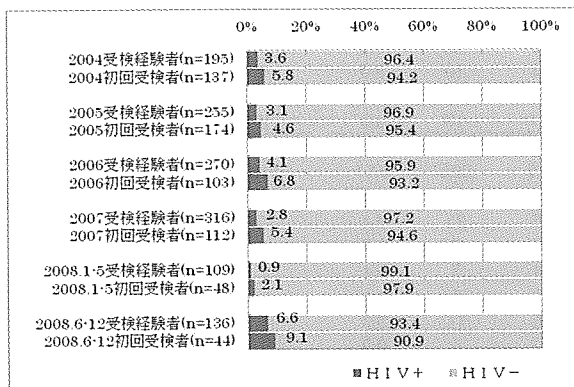 0% 20% 40% 60% 80% 100%
2004受検経験者(n=195) 3.6 96.4
2004初回受検者(n=137) 5.8 94.2
2005受検経験者(n=255) 3.1 96.9
2005初回受検者(n=174) 4.6 95.4
2006受検経験者(n=270) 4.1 95.9
2006初回受検者(n=103) 6.8 93.2
2007受検経験者(n=316) 2.8 97.2
2007初回受検者(n=112) 5.4 94.6
2008.1-5受検経験者(n=109) 0.9 99.1
2008.1-5初回受検者(n=48) 2.1 97.9
2008.6-12受検経験者(n=136) 6.6 93.4
2008.6-12初回受検者(n=44) 9.1 90.9
■ＨＩＶ+ ■ＨＩＶ−